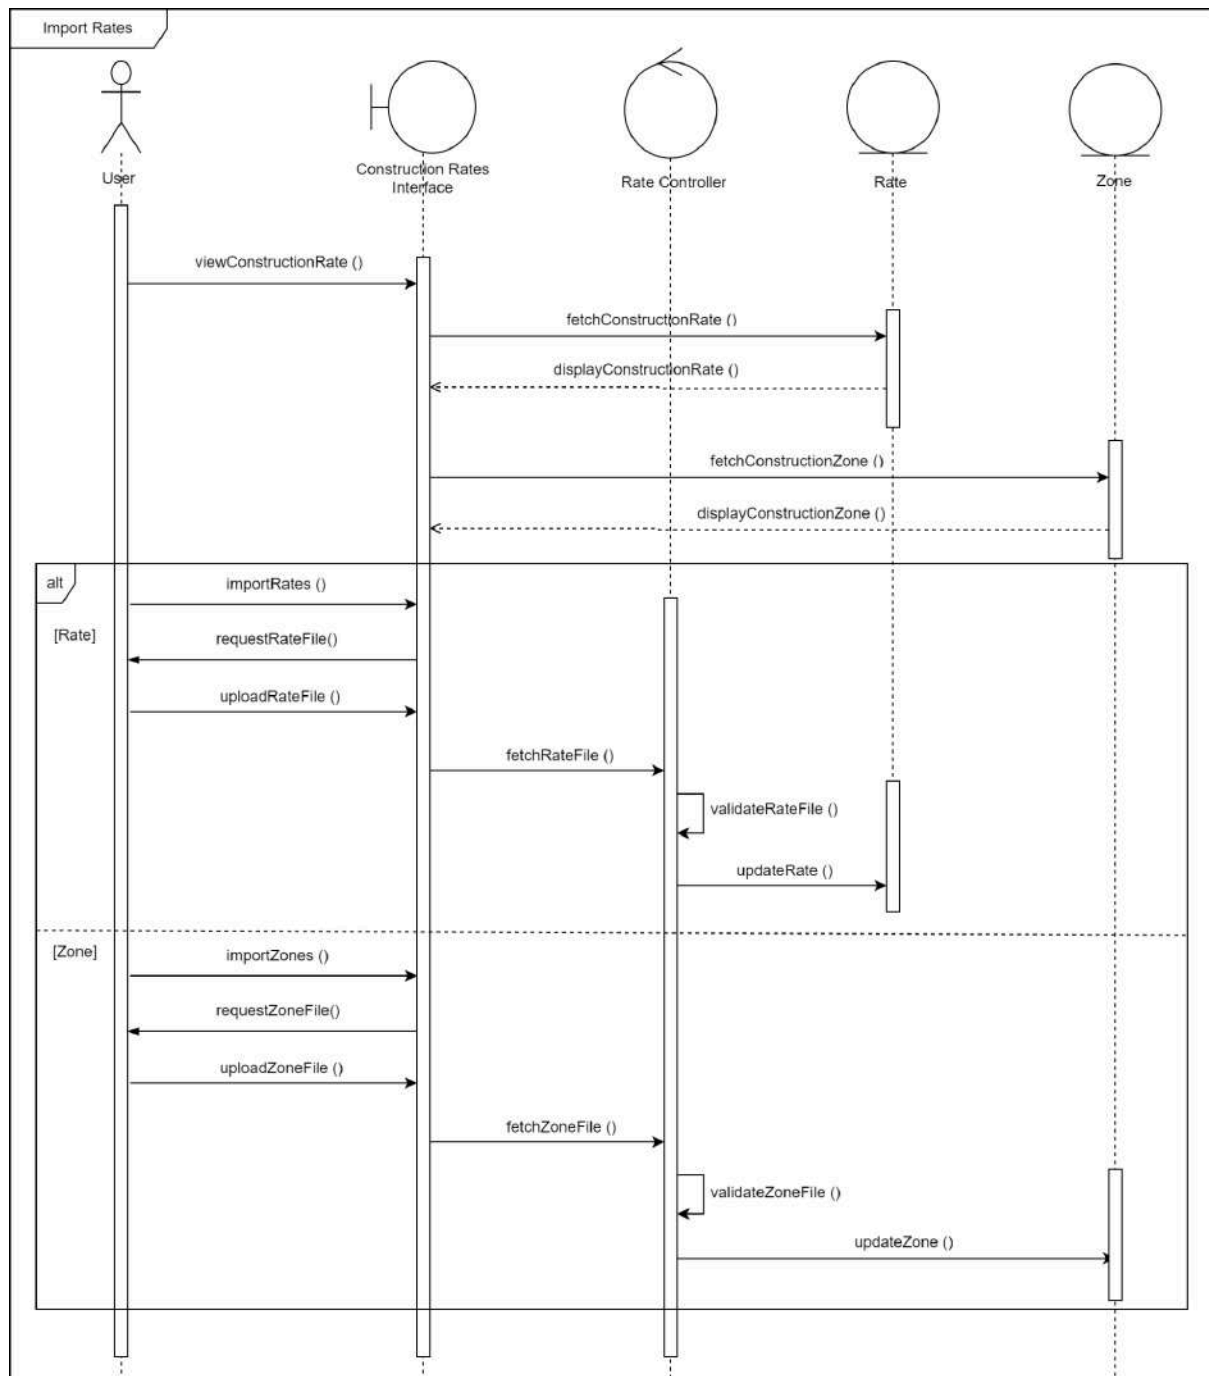 Import Rates
User
Construction Rates
Interface
Rate Controller
Rate
Zone
viewConstructionRate ()
fetchConstructionRate ()
displayConstructionRate ()
fetchConstructionZone ()
displayConstructionZone ()
alt
importRates ()
[Rate]
requestRateFile()
uploadRateFile ()
fetchRateFile ()
validateRateFile ()
updateRate ()
[Zone]
importZones ()
requestZoneFile()
uploadZoneFile ()
fetchZoneFile ()
validateZoneFile ()
updateZone ()